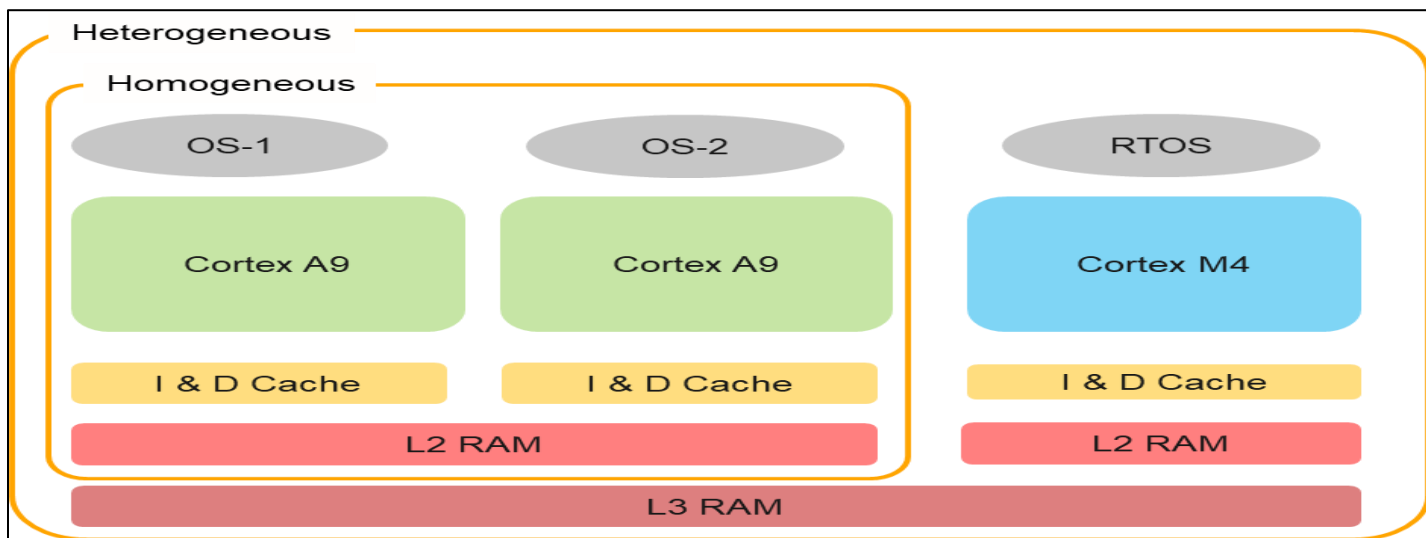 Heterogeneous
Homogeneous
OS-1
OS-2
RTOS
Cortex A9
Cortex A9
Cortex M4
I & D Cache
I & D Cache
I & D Cache
L2 RAM
L2 RAM
L3 RAM